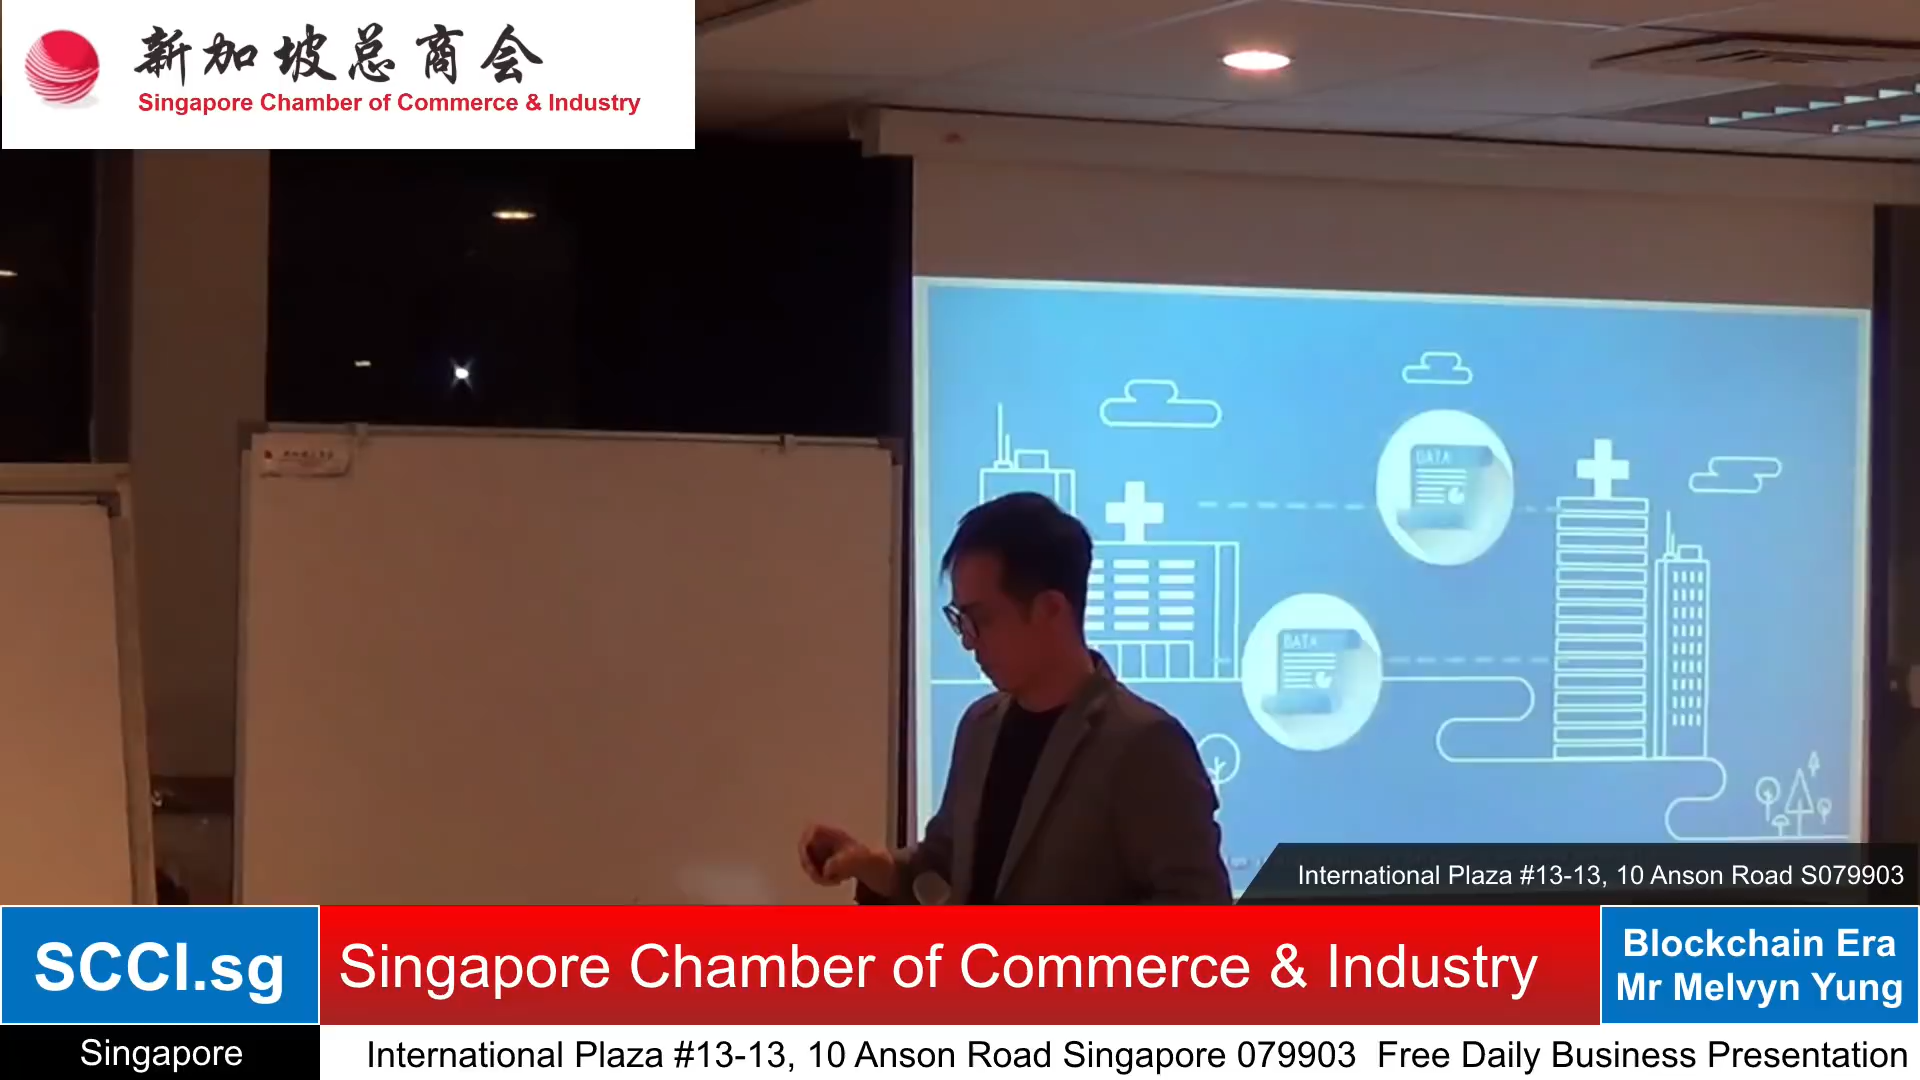 新加坡总商会
Singapore Chamber of Commerce & Industry
DATA
DATA
International Plaza #13-13, 10 Anson Road S079903
SCCI.sg
Singapore Chamber of Commerce & Industry
Blockchain Era
Mr Melvyn Yung
Singapore
International Plaza #13-13, 10 Anson Road Singapore 079903 Free Daily Business Presentation